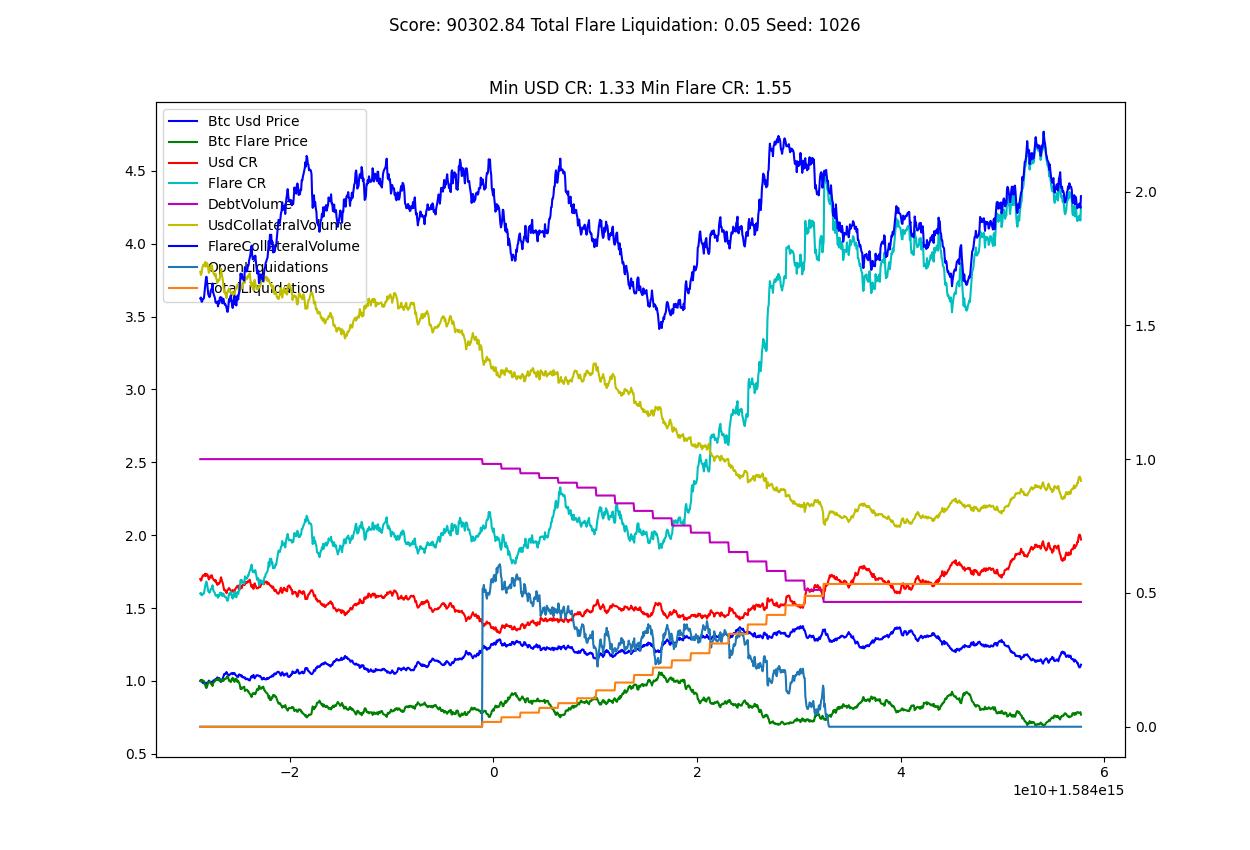 Score: 90302.84 Total Flare Liquidation: 0.05 Seed: 1026
Min USD CR: 1.33 Min Flare CR: 1.55
Btc Usd Price
Btc Flare Price
Usd CR
Flare CR
DebtVolume
UsdCollateralVolume
FlareCollateralVolume
OpenLiquidations
TotalLiquidations
4.5
4.0
3.5
3.0
2.5
2.0
1.5
1.0
0.5
2.0
1.5
1.0
0.5
0.0
−2 0 2 4 6
1e10+1.584e15